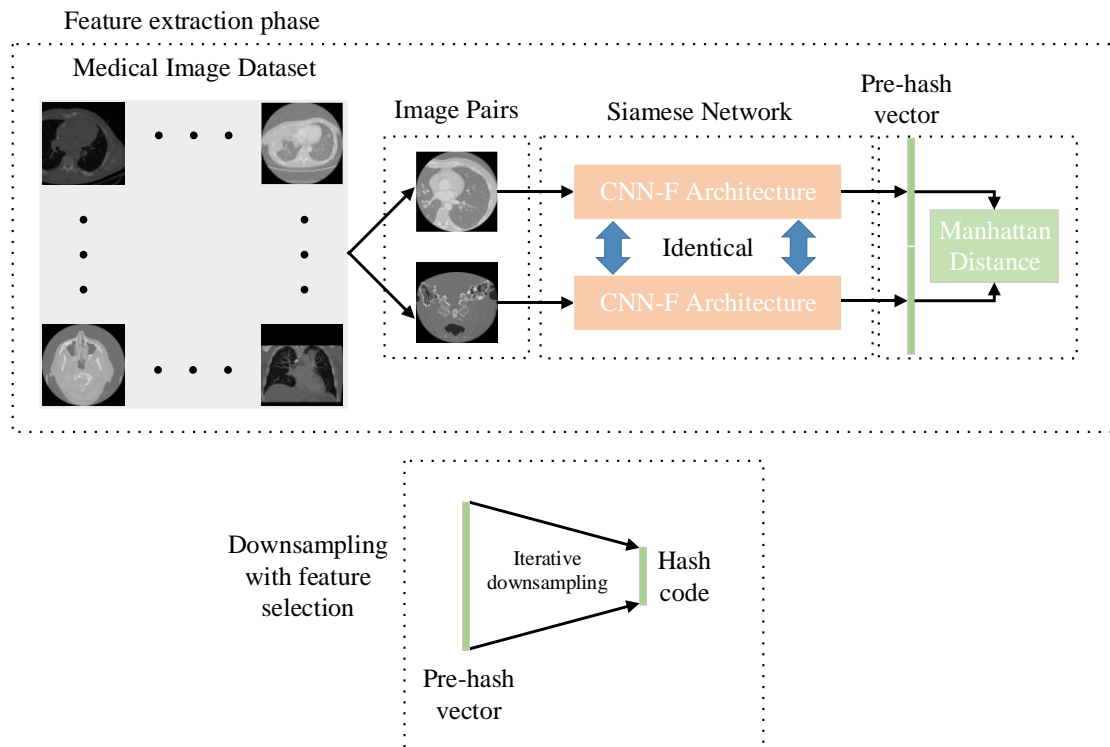 Feature extraction phase
Medical Image Dataset
Image Pairs
Siamese Network
Pre-hash
vector
CNN-F Architecture
Identical
CNN-F Architecture
Manhattan
Distance
Downsampling
with feature
selection
Iterative
downsampling
Hash
code
Pre-hash
vector